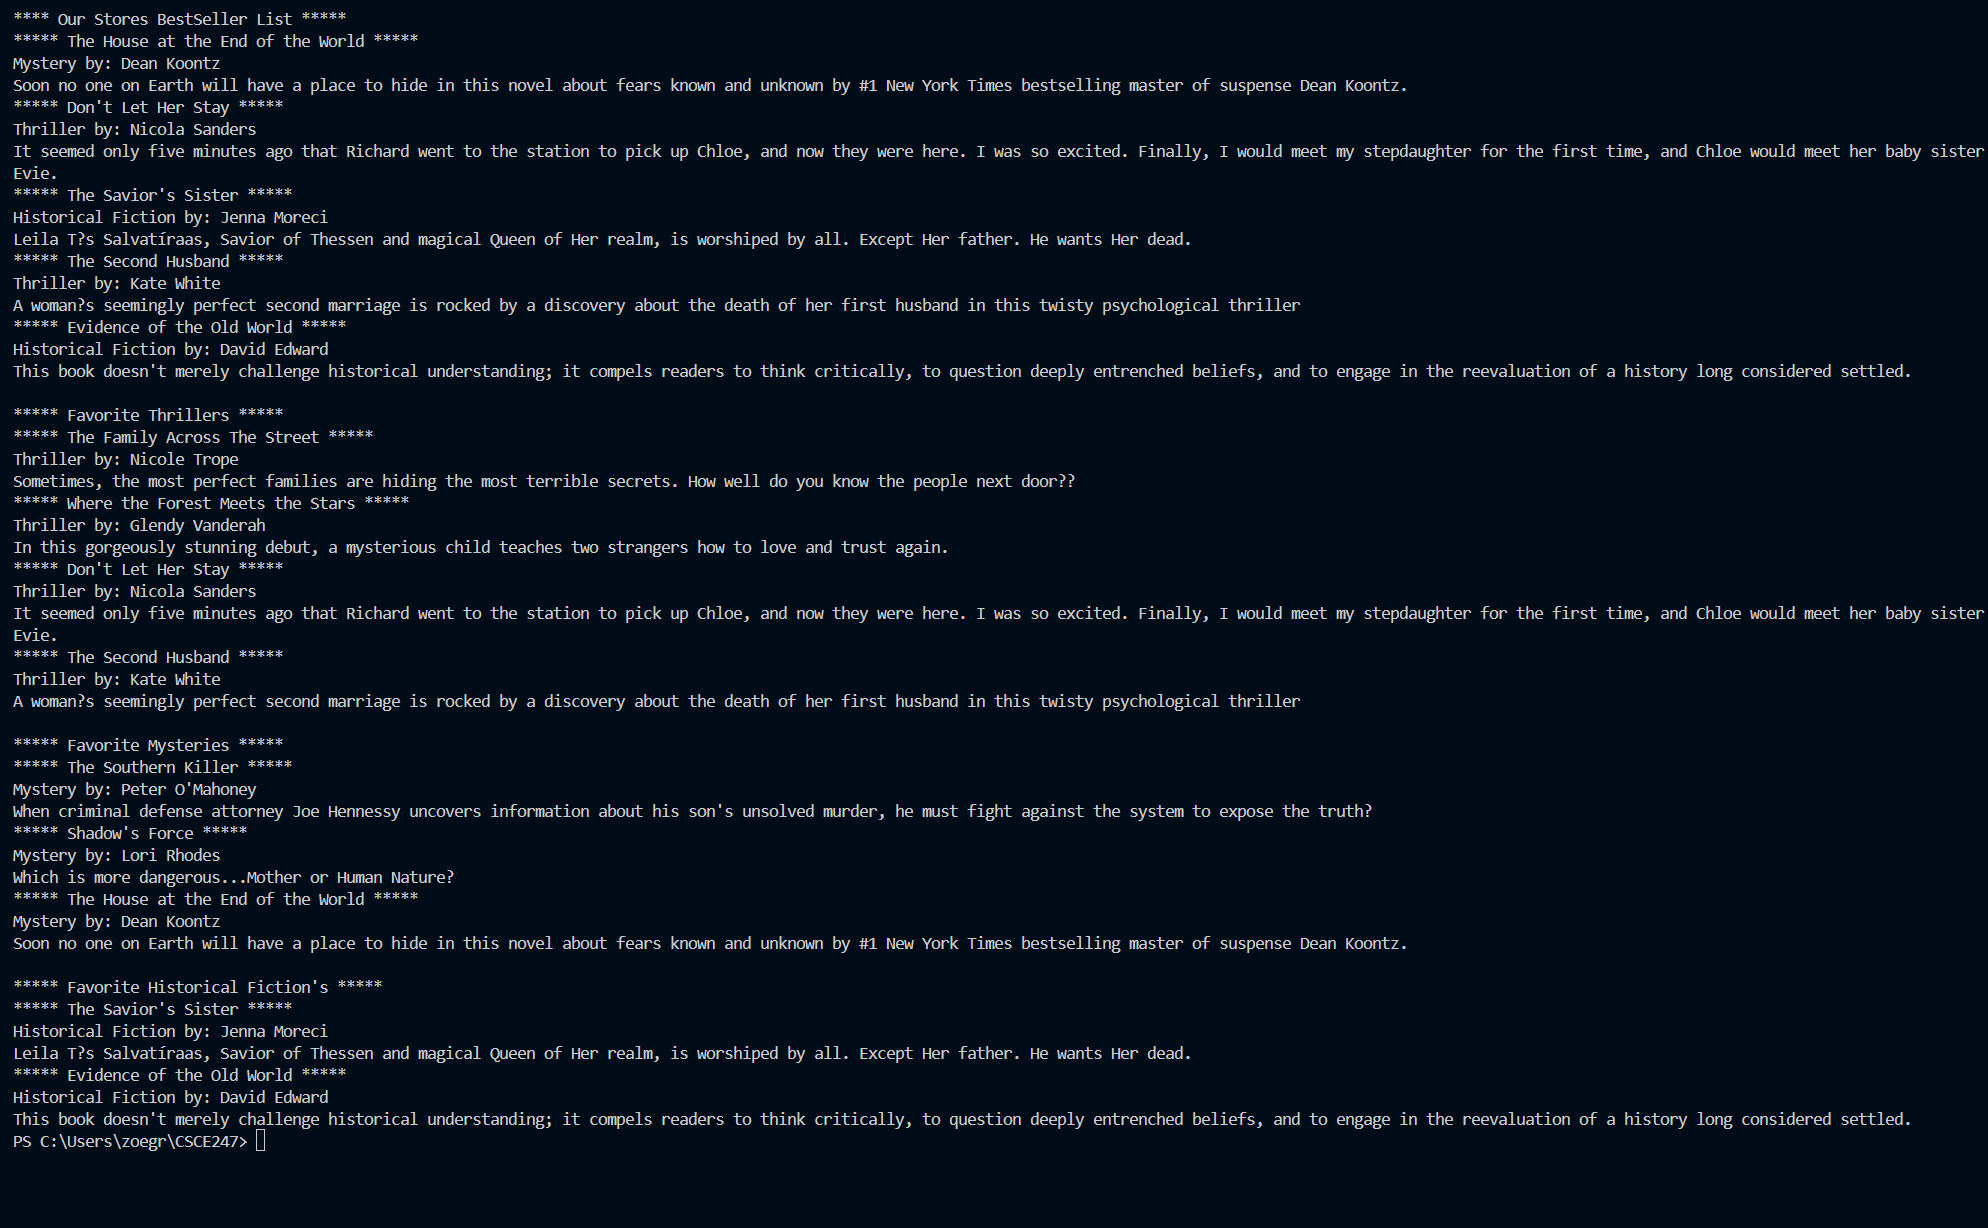 **** Our Stores BestSeller List *****
***** The House at the End of the World *****
Mystery by: Dean Koontz
Soon no one on Earth will have a place to hide in this novel about fears known and unknown by #1 New York Times bestselling master of suspense Dean Koontz.
***** Don't Let Her Stay *****
Thriller by: Nicola Sanders
It seemed only five minutes ago that Richard went to the station to pick up Chloe, and now they were here. I was so excited. Finally, I would meet my stepdaughter for the first time, and Chloe would meet her baby sister
Evie.
***** The Savior's Sister *****
Historical Fiction by: Jenna Moreci
Leila T?s Salvatíraas, Savior of Thessen and magical Queen of Her realm, is worshiped by all. Except Her father. He wants Her dead.
***** The Second Husband *****
Thriller by: Kate White
A woman?s seemingly perfect second marriage is rocked by a discovery about the death of her first husband in this twisty psychological thriller
***** Evidence of the Old World *****
Historical Fiction by: David Edward
This book doesn't merely challenge historical understanding; it compels readers to think critically, to question deeply entrenched beliefs, and to engage in the reevaluation of a history long considered settled.

***** Favorite Thrillers *****
***** The Family Across The Street *****
Thriller by: Nicole Trope
Sometimes, the most perfect families are hiding the most terrible secrets. How well do you know the people next door??
***** Where the Forest Meets the Stars *****
Thriller by: Glendy Vanderah
In this gorgeously stunning debut, a mysterious child teaches two strangers how to love and trust again.
***** Don't Let Her Stay *****
Thriller by: Nicola Sanders
It seemed only five minutes ago that Richard went to the station to pick up Chloe, and now they were here. I was so excited. Finally, I would meet my stepdaughter for the first time, and Chloe would meet her baby sister
Evie.
***** The Second Husband *****
Thriller by: Kate White
A woman?s seemingly perfect second marriage is rocked by a discovery about the death of her first husband in this twisty psychological thriller

***** Favorite Mysteries *****
***** The Southern Killer *****
Mystery by: Peter O'Mahoney
When criminal defense attorney Joe Hennessy uncovers information about his son's unsolved murder, he must fight against the system to expose the truth?
***** Shadow's Force *****
Mystery by: Lori Rhodes
Which is more dangerous...Mother or Human Nature?
***** The House at the End of the World *****
Mystery by: Dean Koontz
Soon no one on Earth will have a place to hide in this novel about fears known and unknown by #1 New York Times bestselling master of suspense Dean Koontz.

***** Favorite Historical Fiction's *****
***** The Savior's Sister *****
Historical Fiction by: Jenna Moreci
Leila T?s Salvatíraas, Savior of Thessen and magical Queen of Her realm, is worshiped by all. Except Her father. He wants Her dead.
***** Evidence of the Old World *****
Historical Fiction by: David Edward
This book doesn't merely challenge historical understanding; it compels readers to think critically, to question deeply entrenched beliefs, and to engage in the reevaluation of a history long considered settled.
PS C:\Users\zoegr\CSCE247>